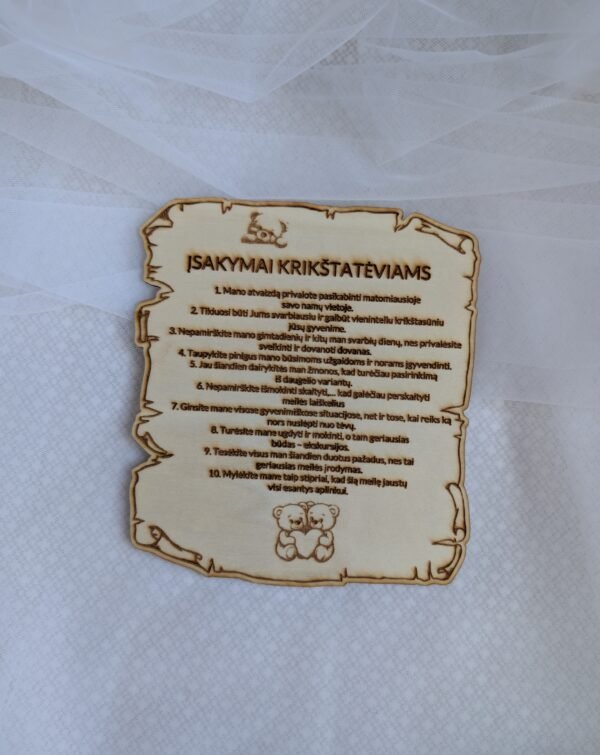 ĮSAKYMAI KRIKŠTATĖVIAMS
1. Mano atvaizdą privalote pasikabinti matomiausioje
savo namų vietoje.
2. Tikiuosi būti Jums svarbiausiu ir galbūt vieninteliu krikštasūniu
jūsų gyvenime.
3. Nepamirškite mano gimtadienių ir kitų man svarbių dienų, nes privalėsite
sveikinti ir dovanoti dovanas.
4. Taupykite pinigus mano būsimoms užgaidoms ir norams įgyvendinti.
5. Jau šiandien dairykitės man žmonos, kad turėčiau pasirinkimą
iš daugelio variantų.
6. Nepamirškite išmokinti skaityti,... kad galėčiau perskaityti
meilės laiškelius
7. Ginsite mane visose gyvenimiškose situacijose, net ir tose, kai reiks ką
nors nuslėpti nuo tėvų.
8. Turėsite mane ugdyti ir mokinti, o tam geriausias
būdas – ekskursijos.
9. Tesėkite visus man šiandien duotus pažadus, nes tai
geriausias meilės įrodymas.
10. Mylėkite mane taip stipriai, kad šią meilę jaustų
visi esantys aplinkui.